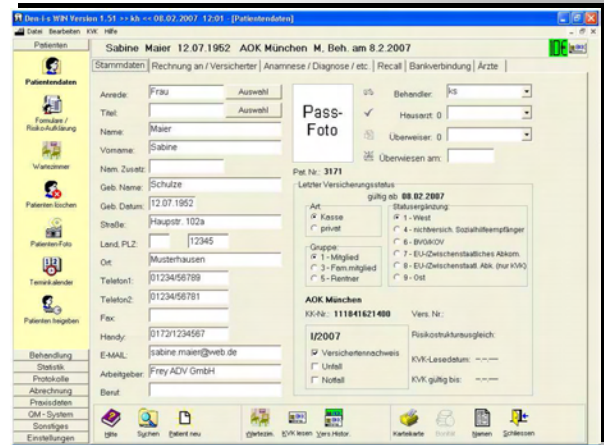 Den-i-s WIN Version 1.51 >> kh << 08.02.2007 12:01 - [Patientendaten]
Datei Bearbeiten KVK Hilfe
Patienten
Sabine Maier 12.07.1952 AOK München M, Beh. am 8.2.2007
DE
Stammdaten Rechnung an / Versicherter Anamnese / Diagnose / etc. Recall Bankverbindung Ärzte
Patientendaten
Formulare /
Risiko-Aufklärung
Wartezimmer
Patienten löschen
Patienten-Foto
Terminkalender
Patienten freigeben
Behandlung
Statistik
Protokolle
Abrechnung
Praxisdaten
QM - System
Sonstiges
Einstellungen
Anrede: Frau Auswahl
Titel: Auswahl
Name: Maier
Vorname: Sabine
Nam. Zusatz:
Geb. Name: Schulze
Geb. Datum: 12.07.1952
Straße: Haupstr. 102a
Land, PLZ: 12345
Ort: Musterhausen
Telefon1: 01234/56789
Telefon2: 01234/56781
Fax:
Handy: 0172/1234567
E-MAIL: sabine.maier@web.de
Arbeitgeber: Frey ADV GmbH
Beruf:
Pass-
Foto
Pat. Nr.: 3171
Behandler: ks
Hausarzt: 0
Überweiser: 0
Überwiesen am:
Letzter Versicherungsstatus
gültig ab 08.02.2007
Art
Kasse
privat
Gruppe:
1 - Mitglied
3 - Fam.mitglied
5 - Rentner
Statusergänzung:
1 - West
4 - nichtversich. Sozialhilfeempfänger
6 - BVG/KOV
7 - EU-/Zwischenstaatliches Abkom.
8 - EU-/Zwischenstaatl. Abk. (nur KVK)
9 - Ost
AOK München
KK-Nr.: 111841621400 Vers. Nr.:
I/2007
Versichertennachweis
Unfall
Notfall
Risikostrukturausgleich:
KVK-Lesedatum: --.--.----
KVK gültig bis: --.--.----
Hilfe Suchen Patient neu Wartezim. KVK lesen Vers.Histor. Karteikarte Namen Schliessen